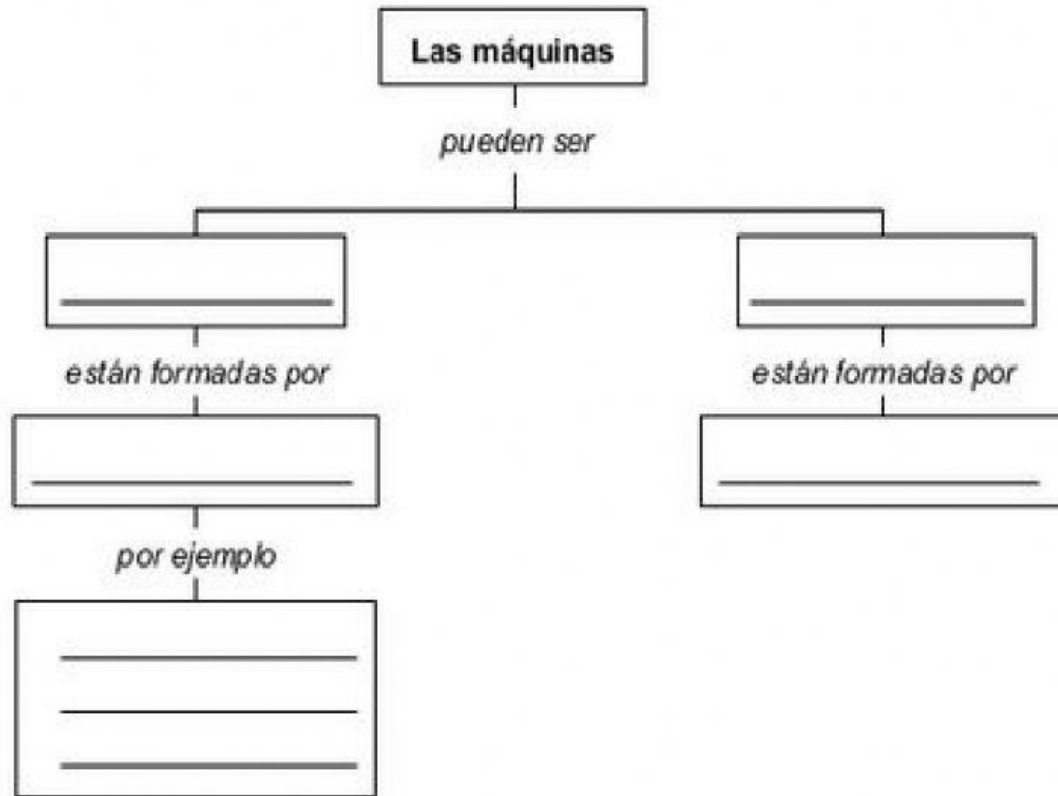 Las máquinas
pueden ser
están formadas por
están formadas por
por ejemplo